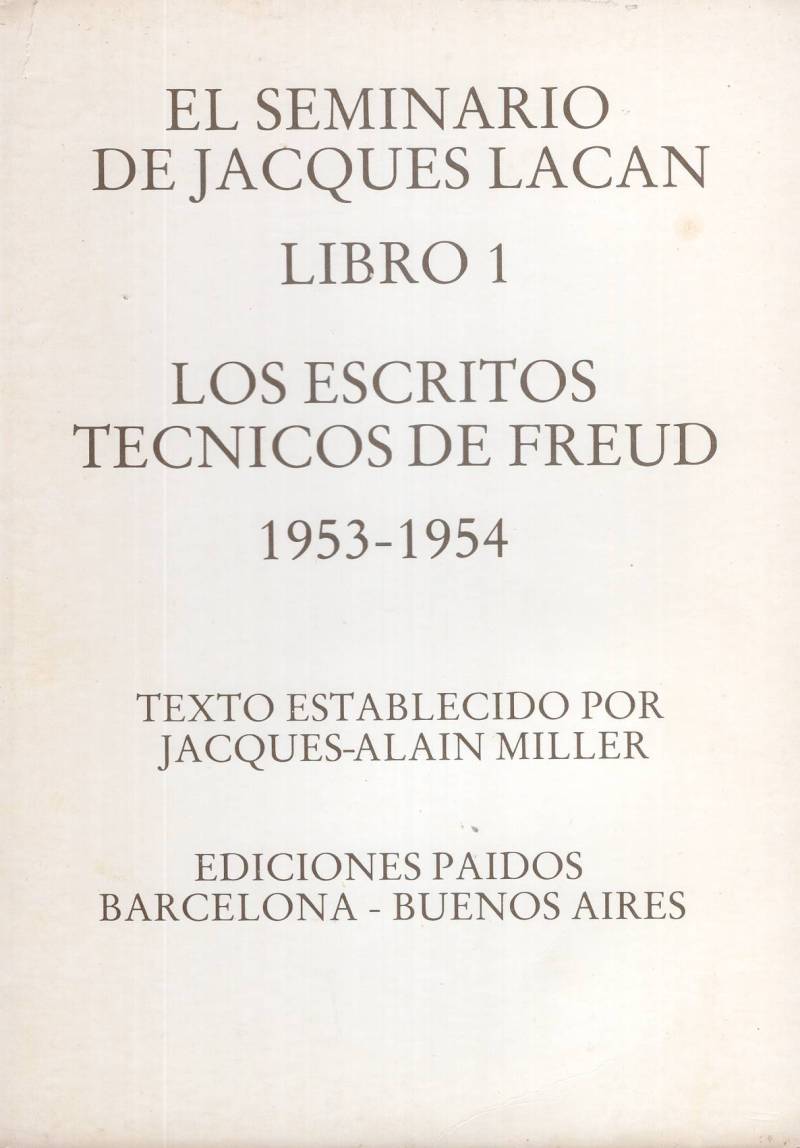 EL SEMINARIO
DE JACQUES LACAN
LIBRO 1
LOS ESCRITOS
TECNICOS DE FREUD
1953-1954
TEXTO ESTABLECIDO POR
JACQUES-ALAIN MILLER
EDICIONES PAIDOS
BARCELONA - BUENOS AIRES